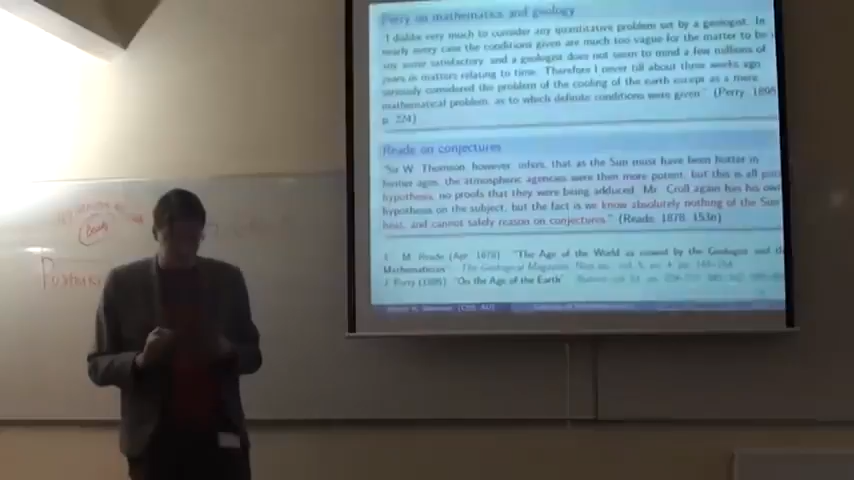 Perry on mathematics and geology
"I dislike very much to consider any quantitative problem set by a geologist. In
nearly every case the conditions given are much too vague for the matter to be in
any sense satisfactory, and a geologist does not seem to mind a few millions of
years in matters relating to time. Therefore I never till about three weeks ago
seriously considered the problem of the cooling of the earth except as a mere
mathematical problem, as to which definite conditions were given." (Perry, 1895
p. 224)
Reade on conjectures
"Sir W. Thomson however, infers, that as the Sun must have been hotter in
former ages, the atmospheric agencies were then more potent, but this is all pure
hypothesis, no proofs that they were being adduced. Mr. Croll again has his own
hypothesis on the subject, but the fact is we know absolutely nothing of the Sun
heat, and cannot safely reason on conjectures." (Reade, 1878, 153n)
M. Reade (Apr. 1878). "The Age of the World as viewed by the Geologist and the
Mathematician". The Geological Magazine.
J. Perry (1895). "On the Age of the Earth".